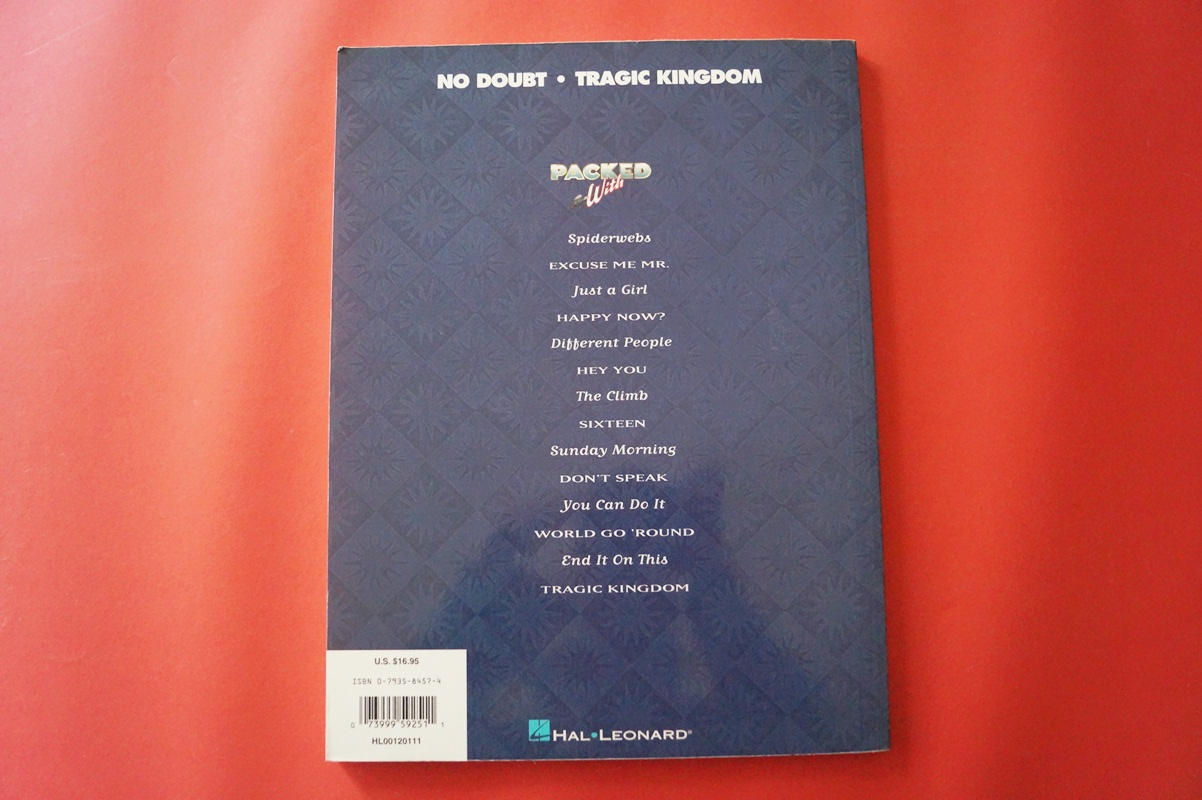 NO DOUBT • TRAGIC KINGDOM
PACKED
With
Spiderwebs
EXCUSE ME MR.
Just a Girl
HAPPY NOW?
Different People
HEY YOU
The Climb
SIXTEEN
Sunday Morning
DON'T SPEAK
You Can Do It
WORLD GO 'ROUND
End It On This
TRAGIC KINGDOM
U.S. $16.95
ISBN 0-7935-8457-4
0 73999 59251 1
HL00120111
HAL•LEONARD®